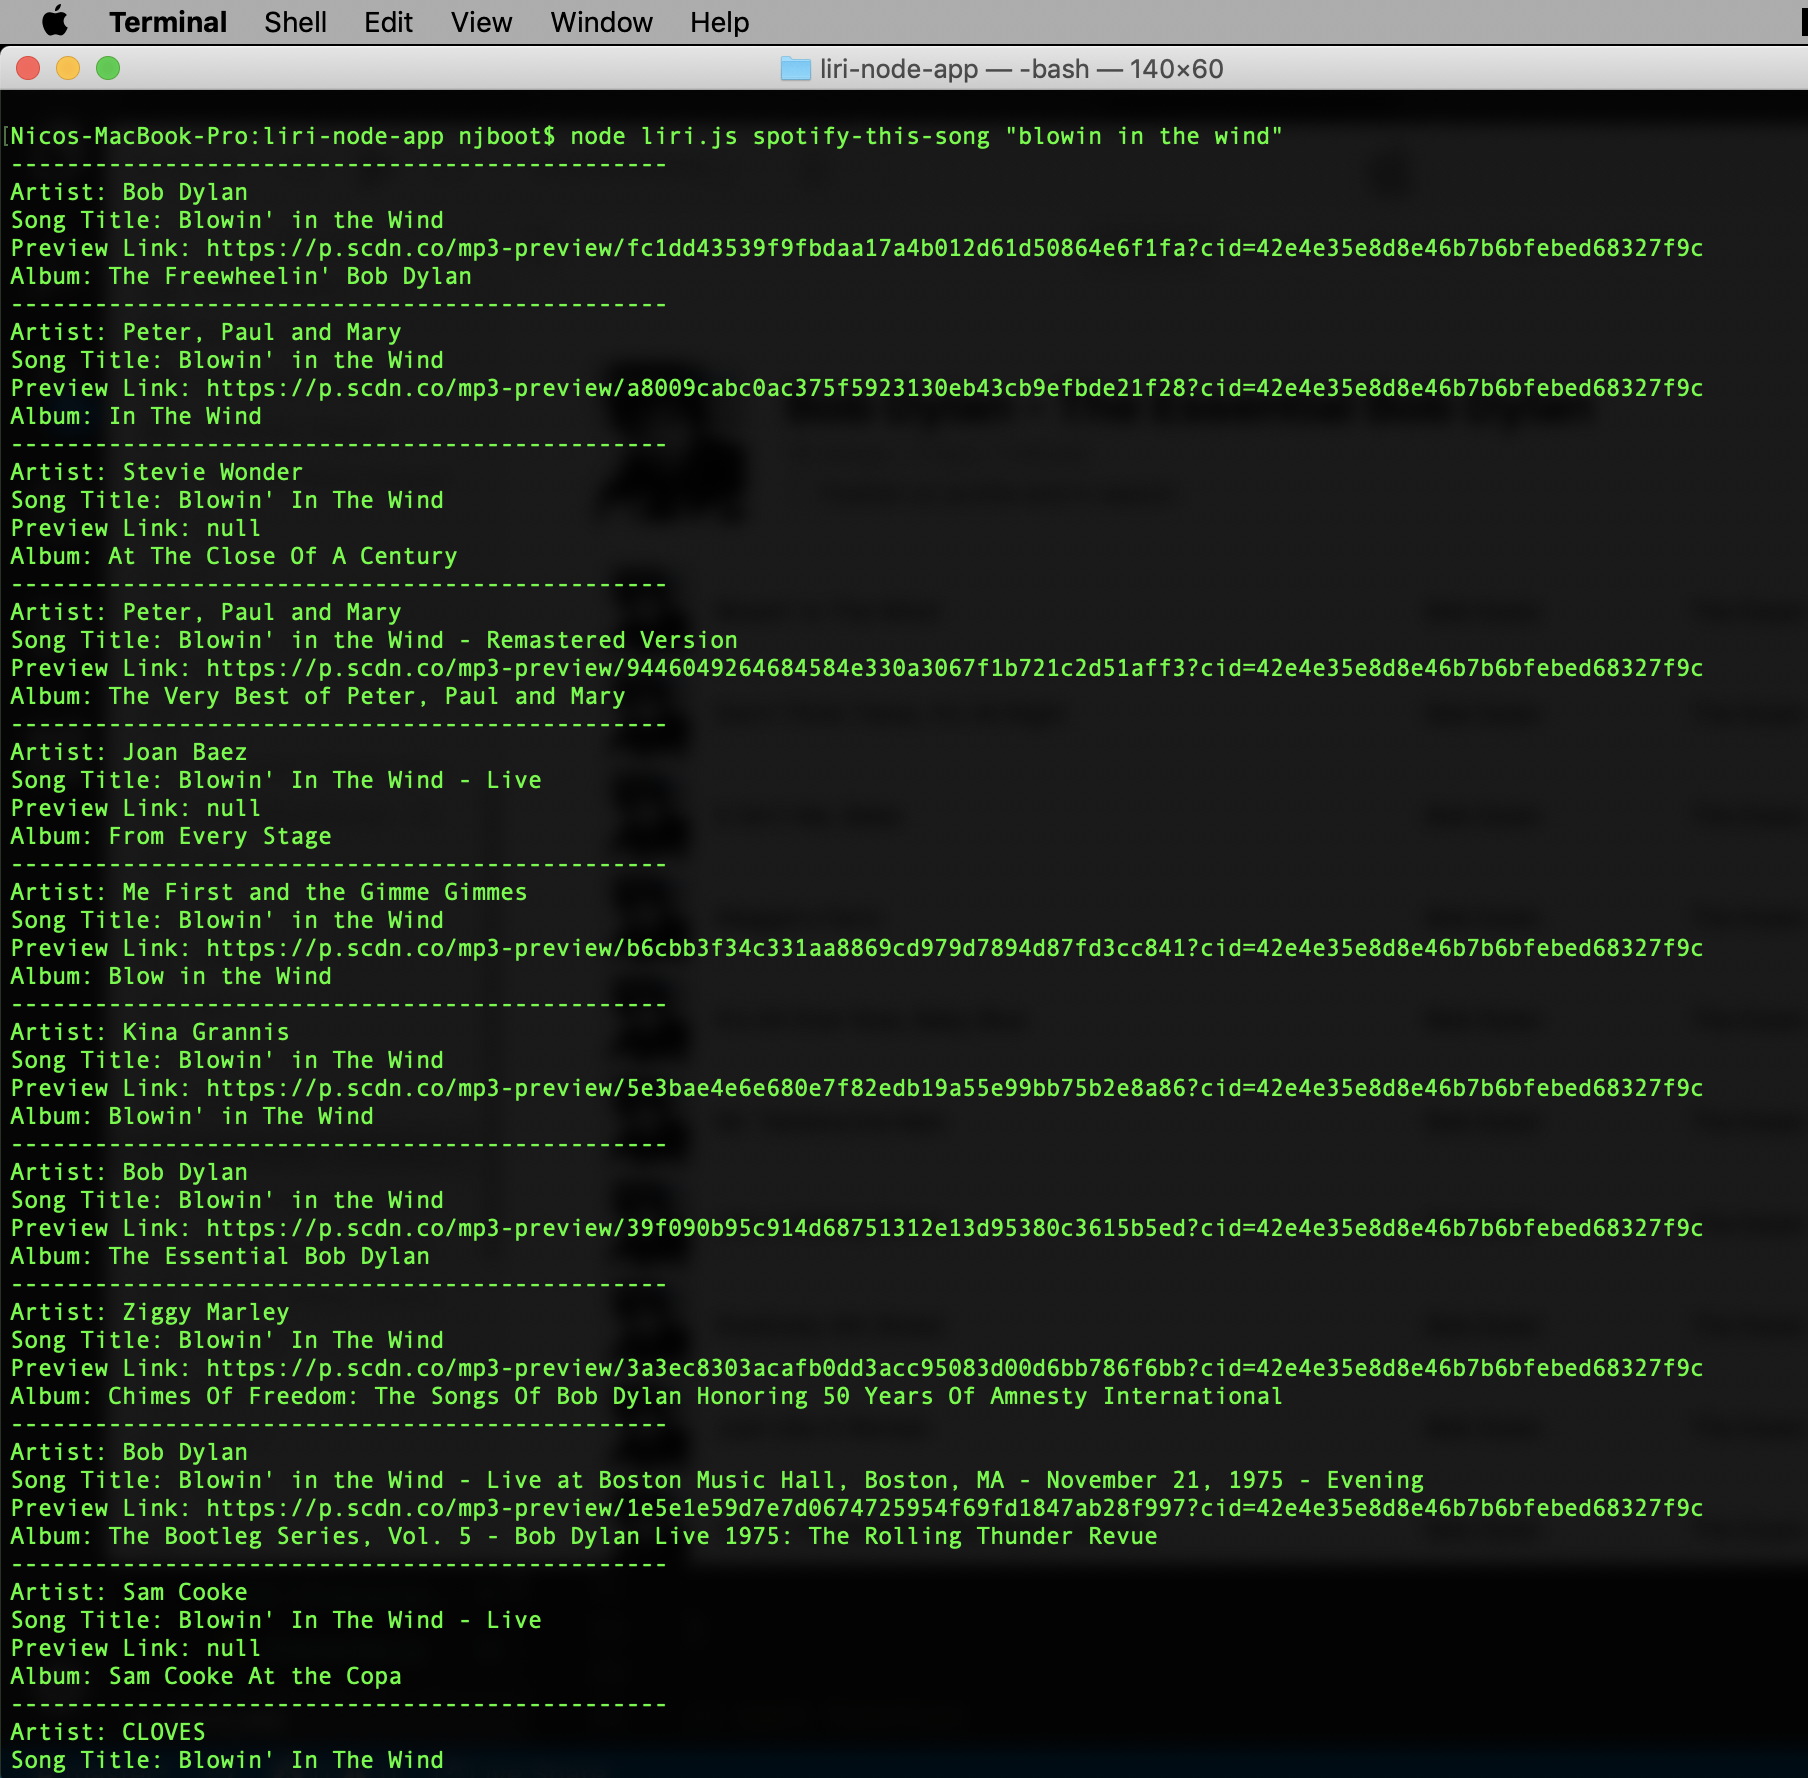 Terminal Shell Edit View Window Help
liri-node-app — -bash — 140×60
[Nicos-MacBook-Pro:liri-node-app njboot$ node liri.js spotify-this-song "blowin in the wind"
-----------------------------------------------
Artist: Bob Dylan
Song Title: Blowin' in the Wind
Preview Link: https://p.scdn.co/mp3-preview/fc1dd43539f9fbdaa17a4b012d61d50864e6f1fa?cid=42e4e35e8d8e46b7b6bfebed68327f9c
Album: The Freewheelin' Bob Dylan
-----------------------------------------------
Artist: Peter, Paul and Mary
Song Title: Blowin' in the Wind
Preview Link: https://p.scdn.co/mp3-preview/a8009cabc0ac375f5923130eb43cb9efbde21f28?cid=42e4e35e8d8e46b7b6bfebed68327f9c
Album: In The Wind
-----------------------------------------------
Artist: Stevie Wonder
Song Title: Blowin' In The Wind
Preview Link: null
Album: At The Close Of A Century
-----------------------------------------------
Artist: Peter, Paul and Mary
Song Title: Blowin' in the Wind - Remastered Version
Preview Link: https://p.scdn.co/mp3-preview/9446049264684584e330a3067f1b721c2d51aff3?cid=42e4e35e8d8e46b7b6bfebed68327f9c
Album: The Very Best of Peter, Paul and Mary
-----------------------------------------------
Artist: Joan Baez
Song Title: Blowin' In The Wind - Live
Preview Link: null
Album: From Every Stage
-----------------------------------------------
Artist: Me First and the Gimme Gimmes
Song Title: Blowin' in the Wind
Preview Link: https://p.scdn.co/mp3-preview/b6cbb3f34c331aa8869cd979d7894d87fd3cc841?cid=42e4e35e8d8e46b7b6bfebed68327f9c
Album: Blow in the Wind
-----------------------------------------------
Artist: Kina Grannis
Song Title: Blowin' in The Wind
Preview Link: https://p.scdn.co/mp3-preview/5e3bae4e6e680e7f82edb19a55e99bb75b2e8a86?cid=42e4e35e8d8e46b7b6bfebed68327f9c
Album: Blowin' in The Wind
-----------------------------------------------
Artist: Bob Dylan
Song Title: Blowin' in the Wind
Preview Link: https://p.scdn.co/mp3-preview/39f090b95c914d68751312e13d95380c3615b5ed?cid=42e4e35e8d8e46b7b6bfebed68327f9c
Album: The Essential Bob Dylan
-----------------------------------------------
Artist: Ziggy Marley
Song Title: Blowin' In The Wind
Preview Link: https://p.scdn.co/mp3-preview/3a3ec8303acafb0dd3acc95083d00d6bb786f6bb?cid=42e4e35e8d8e46b7b6bfebed68327f9c
Album: Chimes Of Freedom: The Songs Of Bob Dylan Honoring 50 Years Of Amnesty International
-----------------------------------------------
Artist: Bob Dylan
Song Title: Blowin' in the Wind - Live at Boston Music Hall, Boston, MA - November 21, 1975 - Evening
Preview Link: https://p.scdn.co/mp3-preview/1e5e1e59d7e7d0674725954f69fd1847ab28f997?cid=42e4e35e8d8e46b7b6bfebed68327f9c
Album: The Bootleg Series, Vol. 5 - Bob Dylan Live 1975: The Rolling Thunder Revue
-----------------------------------------------
Artist: Sam Cooke
Song Title: Blowin' In The Wind - Live
Preview Link: null
Album: Sam Cooke At the Copa
-----------------------------------------------
Artist: CLOVES
Song Title: Blowin' In The Wind